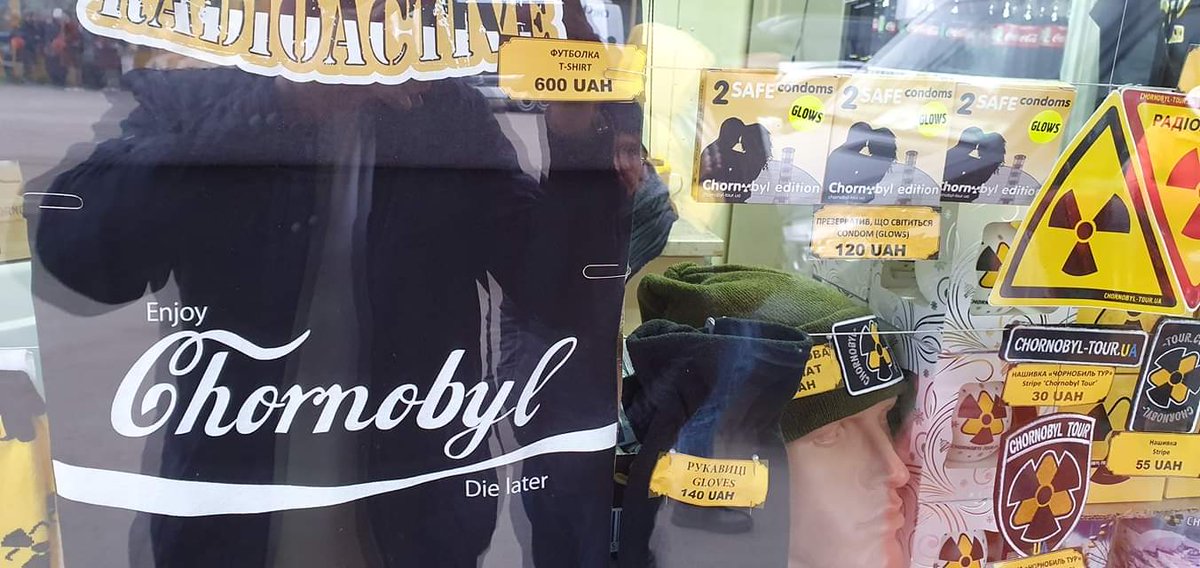 RADIOACTIVE
ФУТБОЛКА
T-SHIRT
600 UAH
Enjoy
Chornobyl
Die later
2 SAFE condoms
GLOWS
Chornobyl edition
chornobyl-tour.ua
2 SAFE condoms
GLOWS
Chornobyl edition
2 SAFE condoms
GLOWS
Chornobyl edition
ПРЕЗЕРВАТИВ, ЩО СВІТИТЬСЯ
CONDOM (GLOWS)
120 UAH
РУКАВИЦІ
GLOVES
140 UAH
CHORNOBYL-TOUR.UA
CHORNOBYL-TOUR.UA
НАШИВКА «ЧОРНОБИЛЬ ТУР»
Stripe 'Chornobyl Tour'
30 UAH
CHORNOBYL TOUR
Нашивка
Stripe
55 UAH